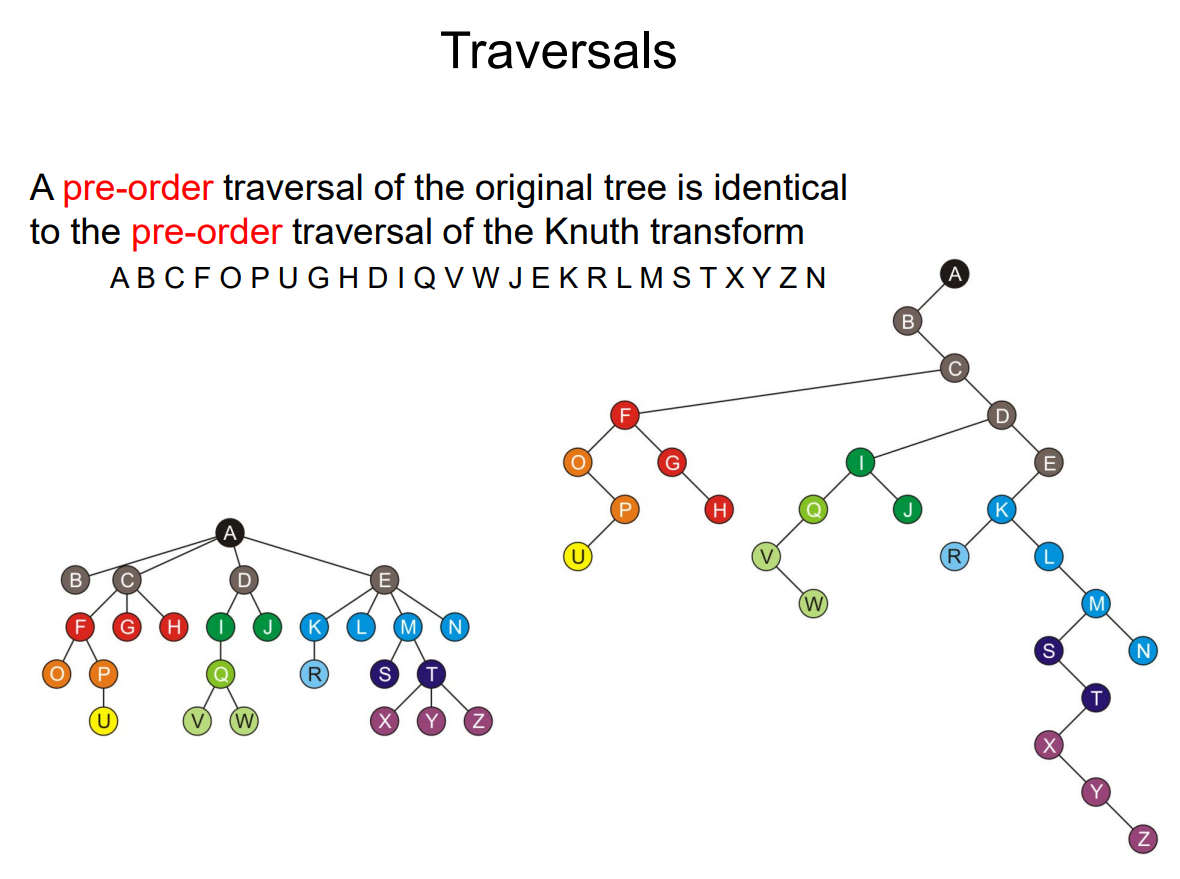 Traversals
A pre-order traversal of the original tree is identical
to the pre-order traversal of the Knuth transform
A B C F O P U G H D I Q V W J E K R L M S T X Y Z N
A
B
C
F D
O G I E
P H Q J K
U V R L
W M
S N
T
X
Y
Z
A
B C D E
F G H I J K L M N
O P Q R S T
U V W X Y Z